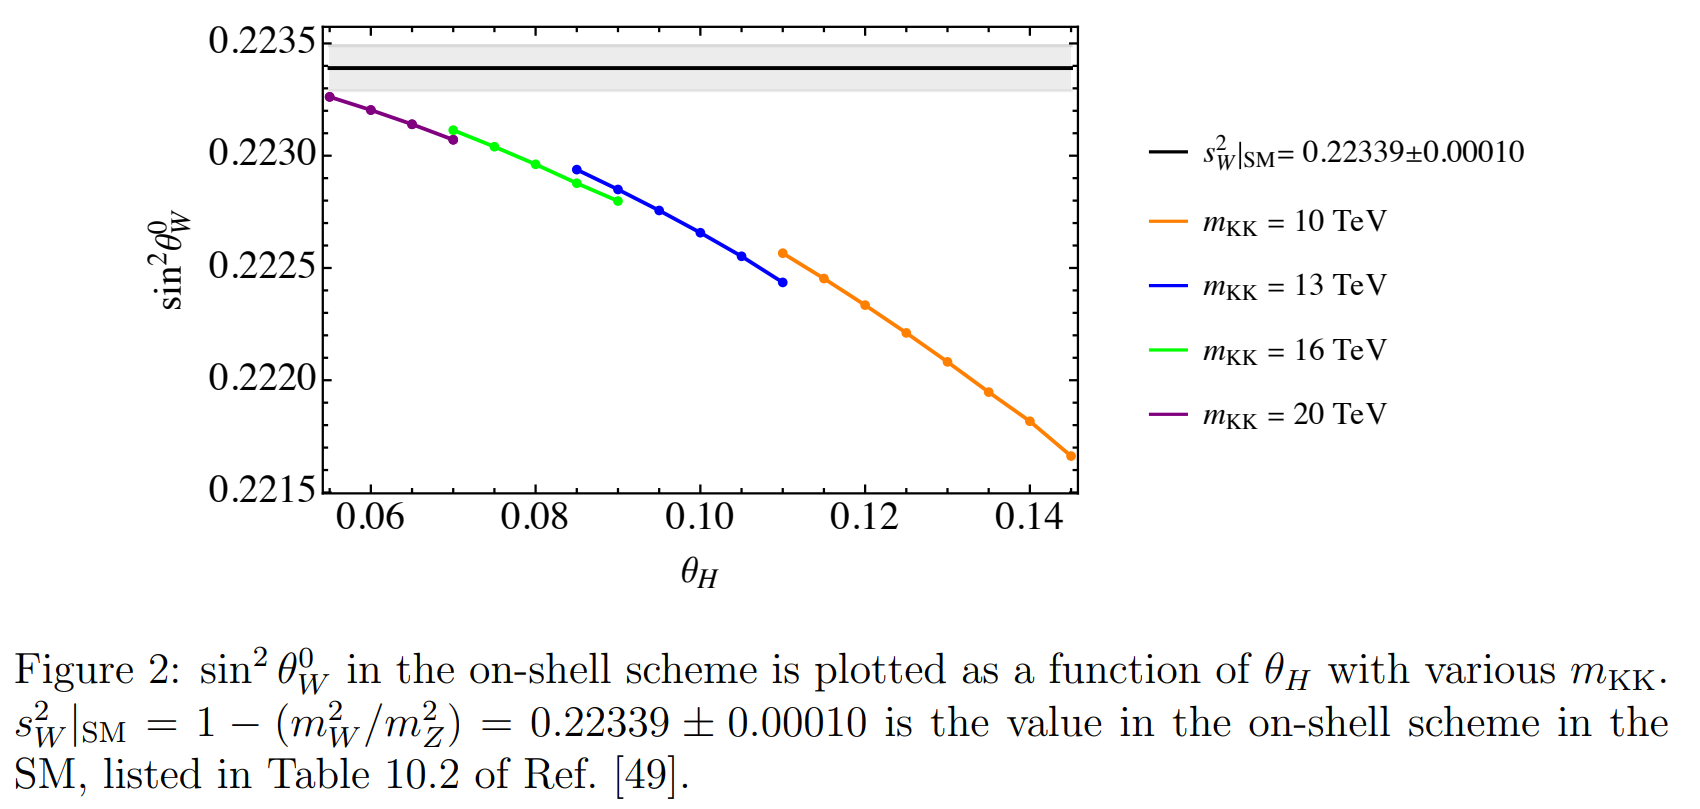 0.2235
0.2230
0.2225
0.2220
0.2215
sin²θ⁰_W
0.06 0.08 0.10 0.12 0.14
θ_H
s²_W|_SM= 0.22339±0.00010
m_KK = 10 TeV
m_KK = 13 TeV
m_KK = 16 TeV
m_KK = 20 TeV
Figure 2: sin² θ⁰_W in the on-shell scheme is plotted as a function of θ_H with various m_KK.
s²_W|_SM = 1 − (m²_W/m²_Z) = 0.22339 ± 0.00010 is the value in the on-shell scheme in the
SM, listed in Table 10.2 of Ref. [49].